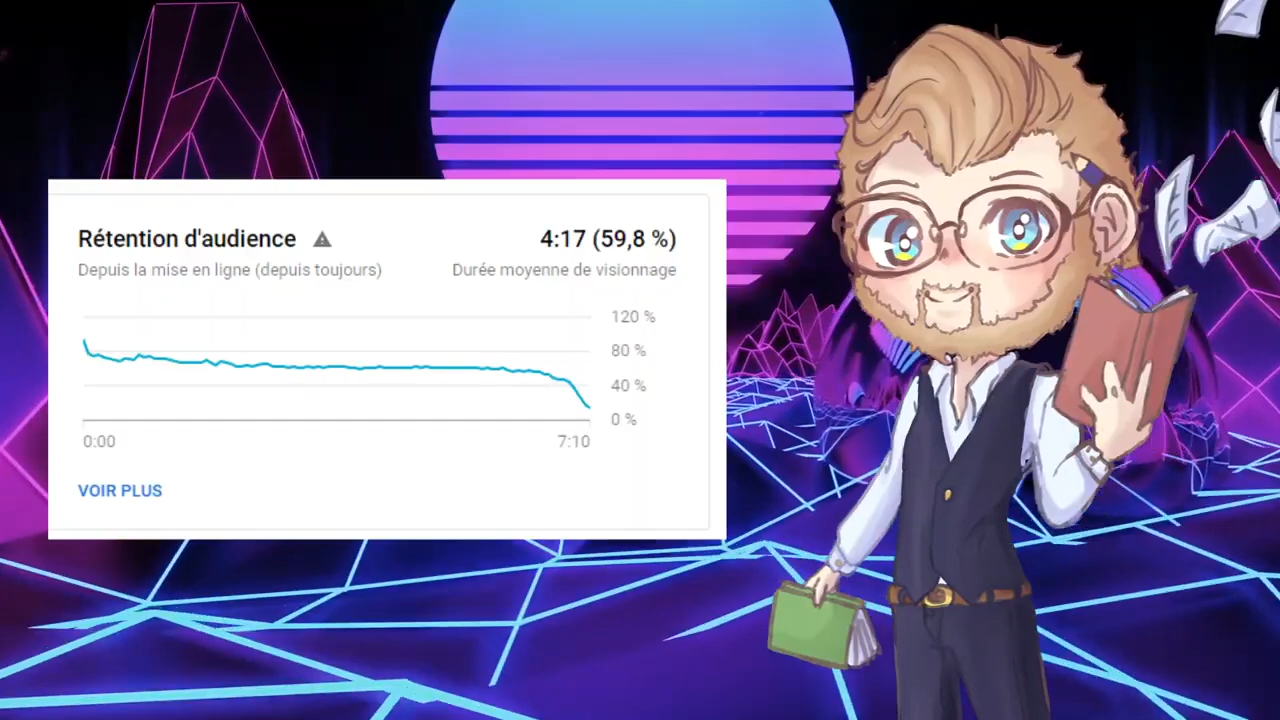 Rétention d'audience
4:17 (59,8 %)
Depuis la mise en ligne (depuis toujours)
Durée moyenne de visionnage
120 %
80 %
40 %
0 %
0:00
7:10
VOIR PLUS